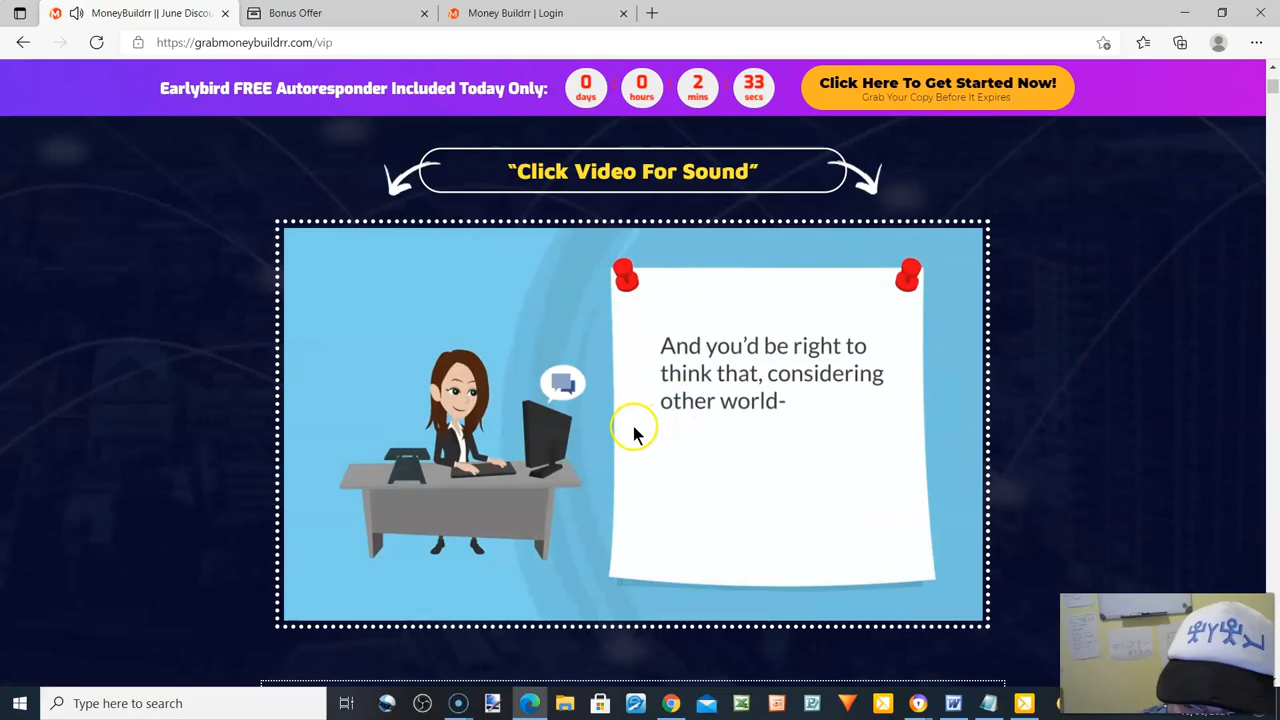 MoneyBuildrr || June Discou
Bonus Offer
Money Buildrr | Login
https://grabmoneybuildrr.com/vip
Earlybird FREE Autoresponder Included Today Only:
0
days
0
hours
2
mins
33
secs
Click Here To Get Started Now!
Grab Your Copy Before It Expires
“Click Video For Sound”
And you’d be right to
think that, considering
other world-
Type here to search